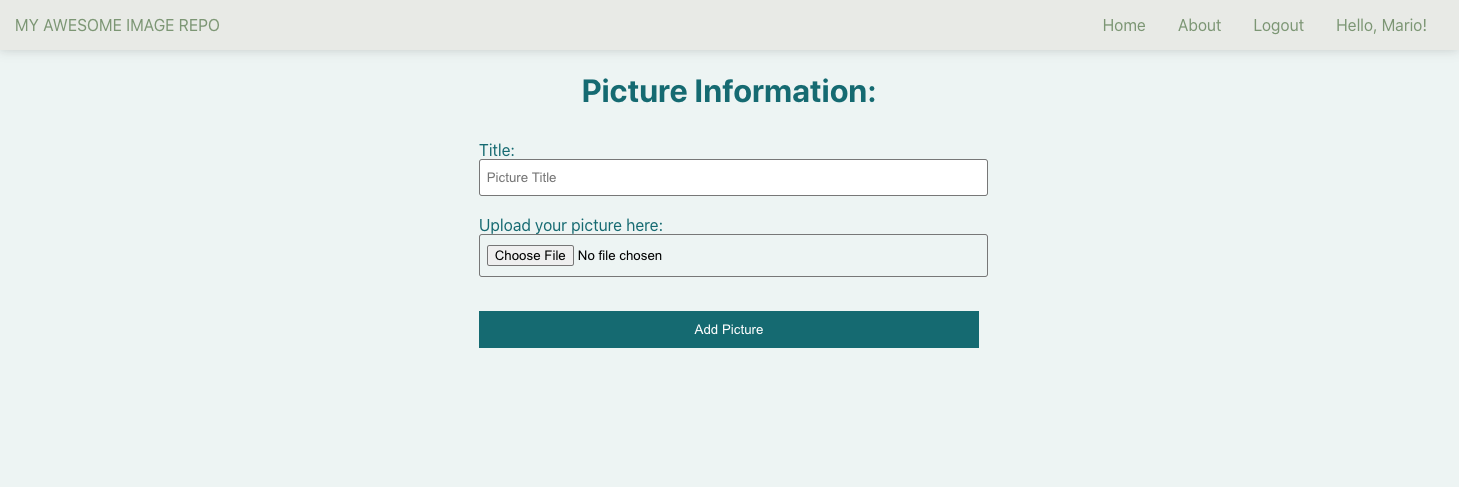 MY AWESOME IMAGE REPO
Home About Logout Hello, Mario!
Picture Information:
Title:
Picture Title
Upload your picture here:
Choose File No file chosen
Add Picture